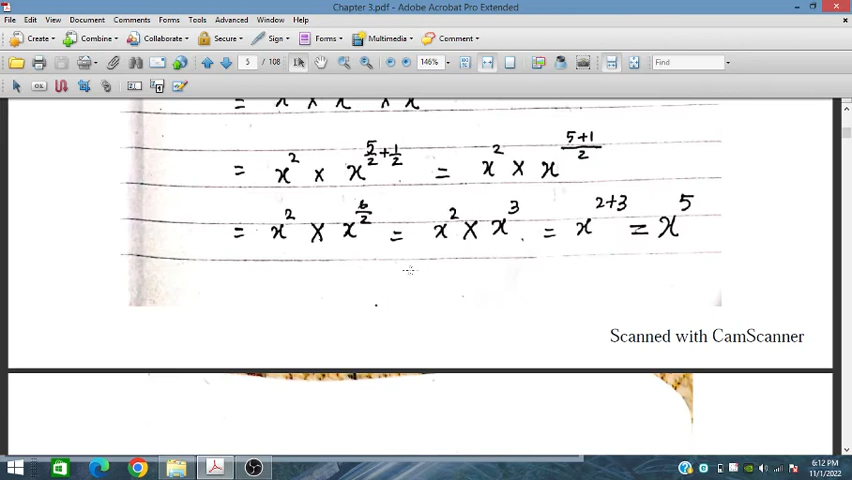 Chapter 3.pdf - Adobe Acrobat Pro Extended
File Edit View Document Comments Forms Tools Advanced Window Help
Create Combine Collaborate Secure Sign Forms Multimedia Comment
5 / 108 146% Find
= x² × x^(5/2+1/2) = x² × x^((5+1)/2)
= x² × x^(6/2) = x² × x³ . = x^(2+3) = x⁵
Scanned with CamScanner
6:12 PM
11/1/2022